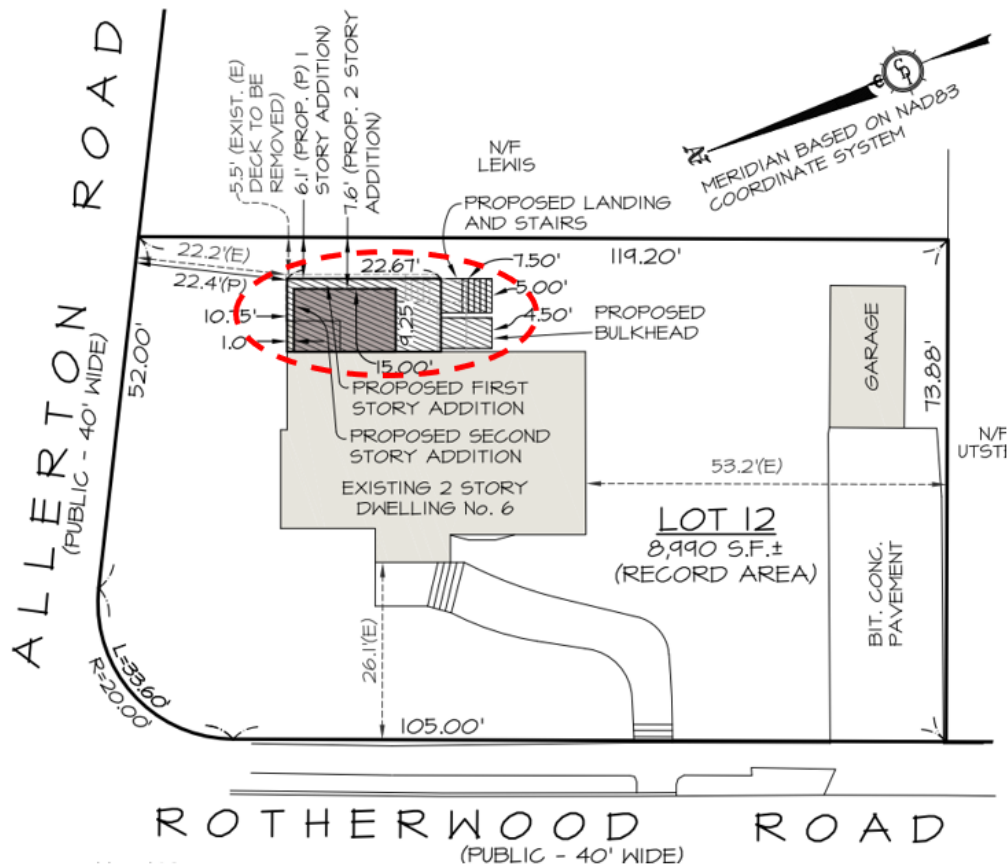 ALLERTON ROAD
(PUBLIC - 40' WIDE)
5.5' (EXIST. (E)
DECK TO BE
REMOVED)
6.1' (PROP. (P) 1
STORY ADDITION)
7.6' (PROP. 2 STORY
ADDITION)
N/F
LEWIS
MERIDIAN BASED ON NAD83
COORDINATE SYSTEM
PROPOSED LANDING
AND STAIRS
22.2'(E)
22.4'(P)
22.67'
7.50'
119.20'
5.00'
10.75'
9.25'
4.50'
PROPOSED
BULKHEAD
1.0'
15.00'
52.00'
PROPOSED FIRST
STORY ADDITION
PROPOSED SECOND
STORY ADDITION
GARAGE
73.88'
N/F
53.2'(E)
EXISTING 2 STORY
DWELLING No. 6
LOT 12
8,990 S.F.±
(RECORD AREA)
BIT. CONC.
PAVEMENT
26.1'(E)
L=33.60'
R=20.00'
105.00'
ROTHERWOOD ROAD
(PUBLIC - 40' WIDE)